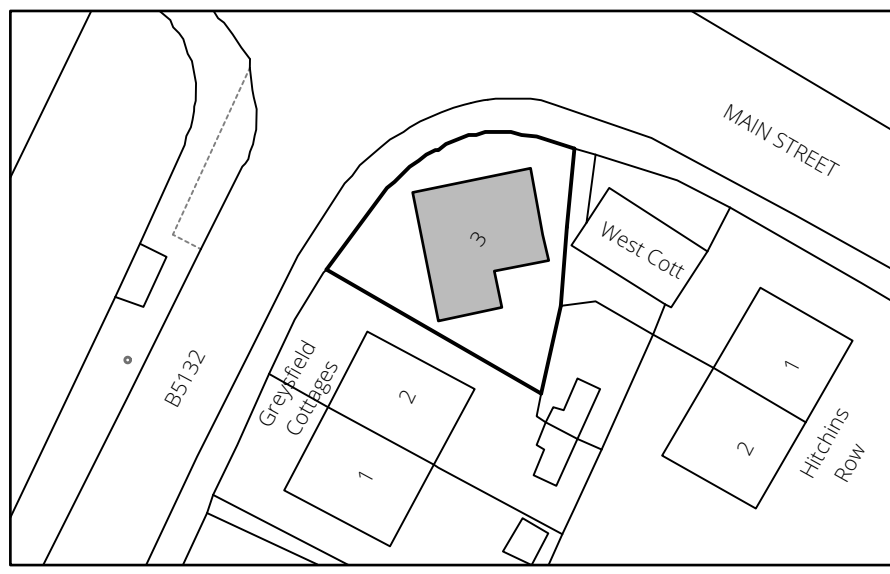 MAIN STREET
3
West Cott
B5132
Greysfield
Cottages
2
1
1
2
Hitchins
Row